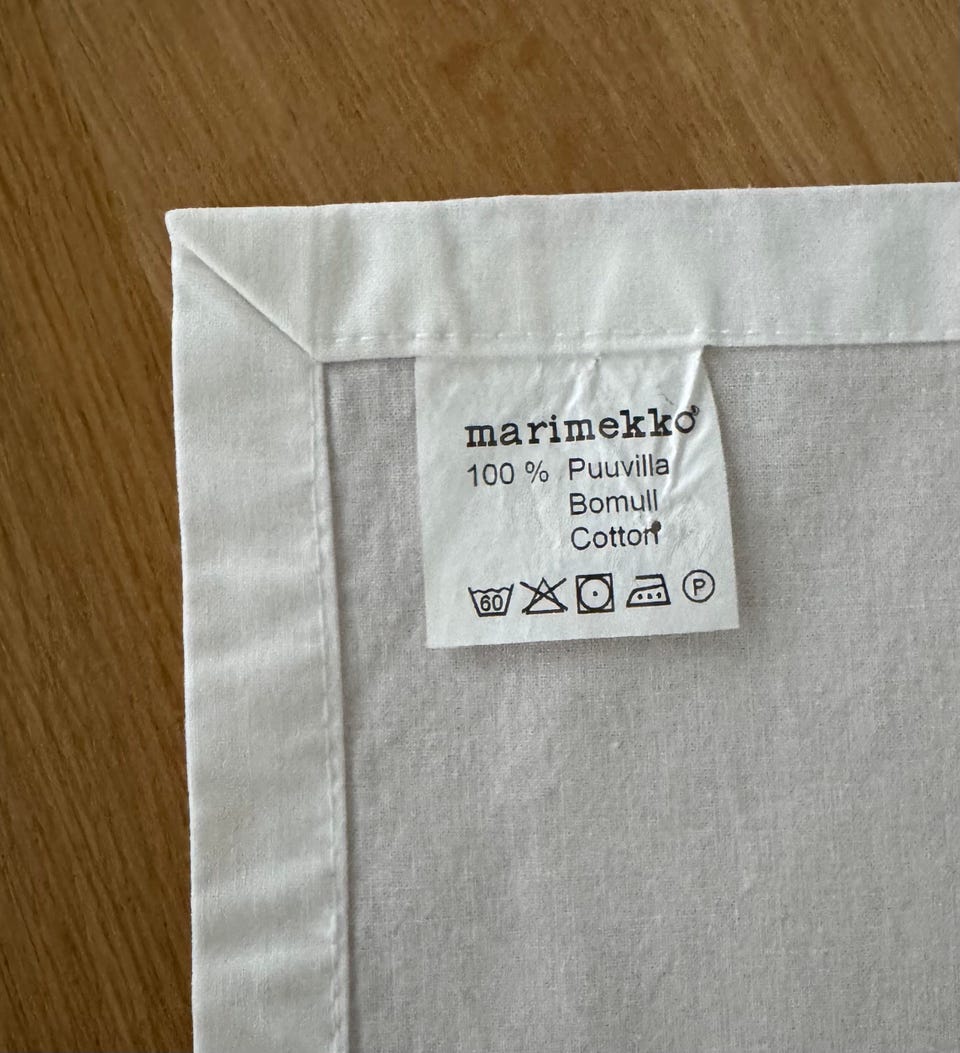 marimekko
100 % Puuvilla
Bomull
Cotton
60 P